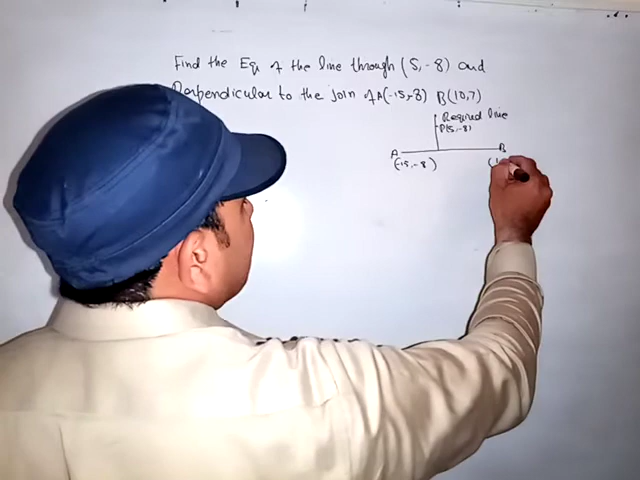 Find the Eq of the line through (5,-8) and
Perpendicular to the join of A(-15,-8) B(10,7)
Required line
P(5,-8)
A B
(-15,-8) (1